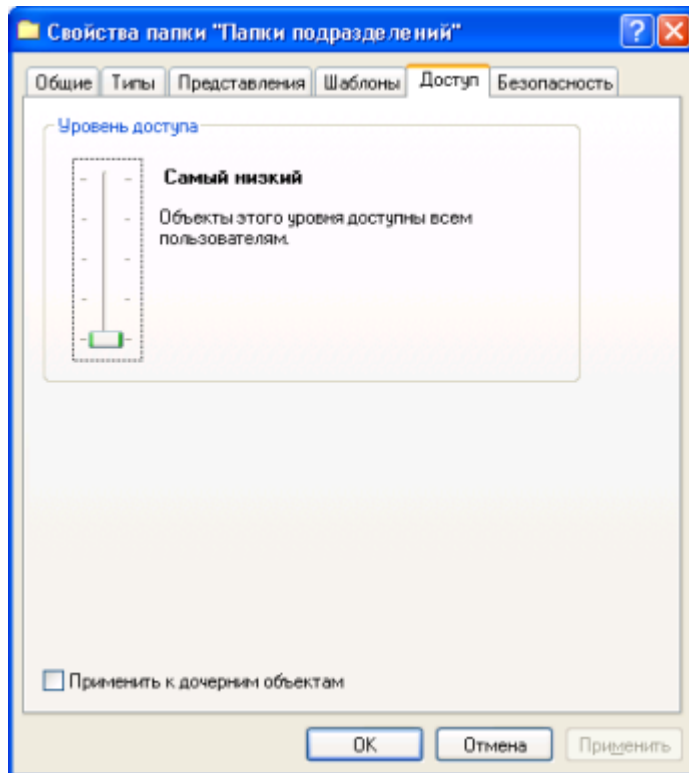 Свойства папки "Папки подразделений"
Общие Типы Представления Шаблоны Доступ Безопасность
Уровень доступа
Самый низкий
Объекты этого уровня доступны всем
пользователям.
Применить к дочерним объектам
ОК Отмена Применить